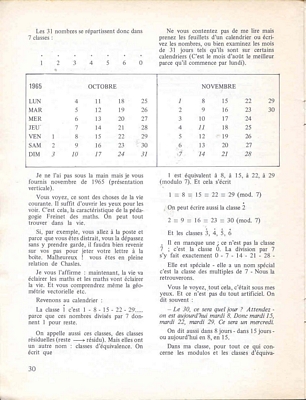 Les 31 nombres se répartissent donc dans
7 classes :
. . . . . . .
1 2 3 4 5 6 0
Ne vous contentez pas de me lire mais
prenez les feuillets d'un calendrier ou écri-
vez les nombres, ou bien examinez les mois
de 31 jours tels qu'ils sont sur certains
calendriers (C'est le mois d'août le meilleur
parce qu'il commence par lundi).
1965 OCTOBRE NOVEMBRE
LUN 4 11 18 25 1 8 15 22 29
MAR 5 12 19 26 2 9 16 23 30
MER 6 13 20 27 3 10 17 24
JEU 7 14 21 28 4 11 18 25
VEN 1 8 15 22 29 5 12 19 26
SAM 2 9 16 23 30 6 13 20 27
DIM 3 10 17 24 31 7 14 21 28
Je ne l'ai pas sous la main mais je vous
fournis novembre de 1965 (présentation
verticale).
Vous voyez, ce sont des choses de la vie
courante. Il suffit d'ouvrir les yeux pour les
voir. C'est cela, la caractéristique de la péda-
gogie Freinet des maths. On peut tout
trouver dans la vie.
Si, par exemple, vous allez à la poste et
parce que vous êtes distrait, vous la dépassez
sans y prendre garde, il faudra bien revenir
sur vos pas pour jeter votre lettre à la
boîte. Malheureux ! vous êtes en pleine
relation de Chasles.
Je vous l'affirme : maintenant, la vie va
éclairer les maths et les maths vont éclairer
la vie. Et vous comprendrez même la géo-
métrie vectorielle etc.
Revenons au calendrier :
La classe 1 c'est 1 - 8 - 15 - 22 - 29...,
parce que ces nombres divisés par 7 don-
nent 1 pour reste.
On appelle aussi ces classes, des classes
résiduelles (reste → résidu). Mais elles ont
un autre nom : classes d'équivalence. On
écrit que
1 est équivalent à 8, à 15, à 22, à 29
(modulo 7). Et cela s'écrit
1 ≡ 8 ≡ 15 ≡ 22 ≡ 29 (mod. 7)
On peut écrire aussi la classe 2
2 ≡ 9 ≡ 16 ≡ 23 ≡ 30 (mod. 7)
Et les classes 3, 4, 5, 6
Il en manque une ; ce n'est pas la classe
7 ; c'est la classe 0. La division par 7
s'y fait exactement 0 - 7 - 14 - 21 - 28 -
Elle est spéciale - elle a un nom spécial
c'est la classe des multiples de 7 - Nous la
retrouverons.
Vous le voyez, tout cela, c'était sous mes
yeux. Et ce n'est pas du tout artificiel. On
dit souvent :
— Le 30, ce sera quel jour ? Attendez-
on est aujourd'hui mardi 8. Donc mardi 15,
mardi 22, mardi 29. Ce sera un mercredi.
On dit aussi dans 8 jours - dans 15 jours -
ou aujourd'hui en 8, en 15.
Dans ma classe, pour tout ce qui con-
cerne les modulos et les classes d'équiva-
30